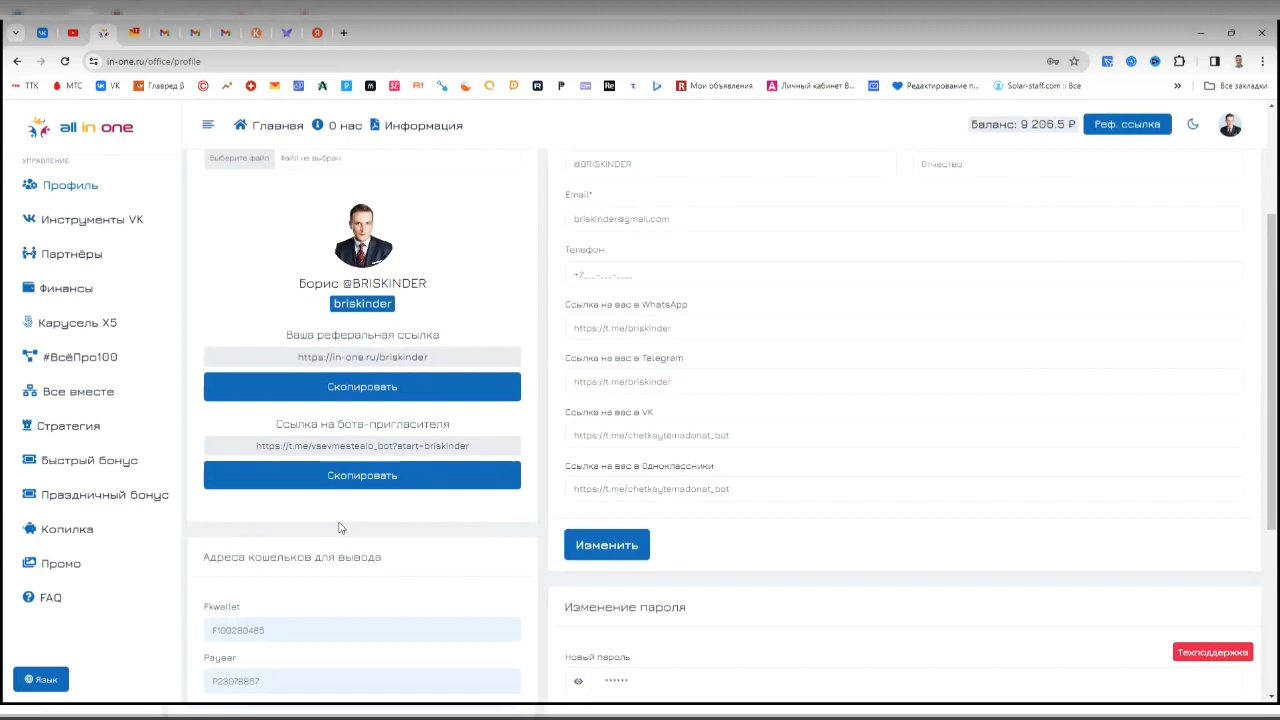 in-one.ru/office/profile
ТТК
МТС
VK
Главред β
Мои объявления
Личный кабинет В...
Редактирование п...
Solar-staff.com :: Все
»
Все закладки
all in one
Главная
О нас
Информация
Баланс: 9 206.5 ₽
Реф. ссылка
УПРАВЛЕНИЕ
Профиль
Инструменты VK
Партнёры
Финансы
Карусель X5
#ВсёПро100
Все вместе
Стратегия
Быстрый бонус
Праздничный бонус
Копилка
Промо
FAQ
Язык
Выберите файл Файл не выбран
Борис @BRISKINDER
briskinder
Ваша реферальная ссылка
https://in-one.ru/briskinder
Скопировать
Ссылка на бота-пригласителя
https://t.me/vsevmesteaio_bot?start=briskinder
Скопировать
Адреса кошельков для вывода
Fkwallet
F100280485
Payeer
P23078867
@BRISKINDER
Отчество
Email*
briskinder@gmail.com
Телефон
+7___-___-____
Ссылка на вас в WhatsApp
https://t.me/briskinder
Ссылка на вас в Telegram
https://t.me/briskinder
Ссылка на вас в VK
https://t.me/chetkaytemadonat_bot
Ссылка на вас в Одноклассники
https://t.me/chetkaytemadonat_bot
Изменить
Изменение пароля
Техподдержка
Новый пароль
••••••